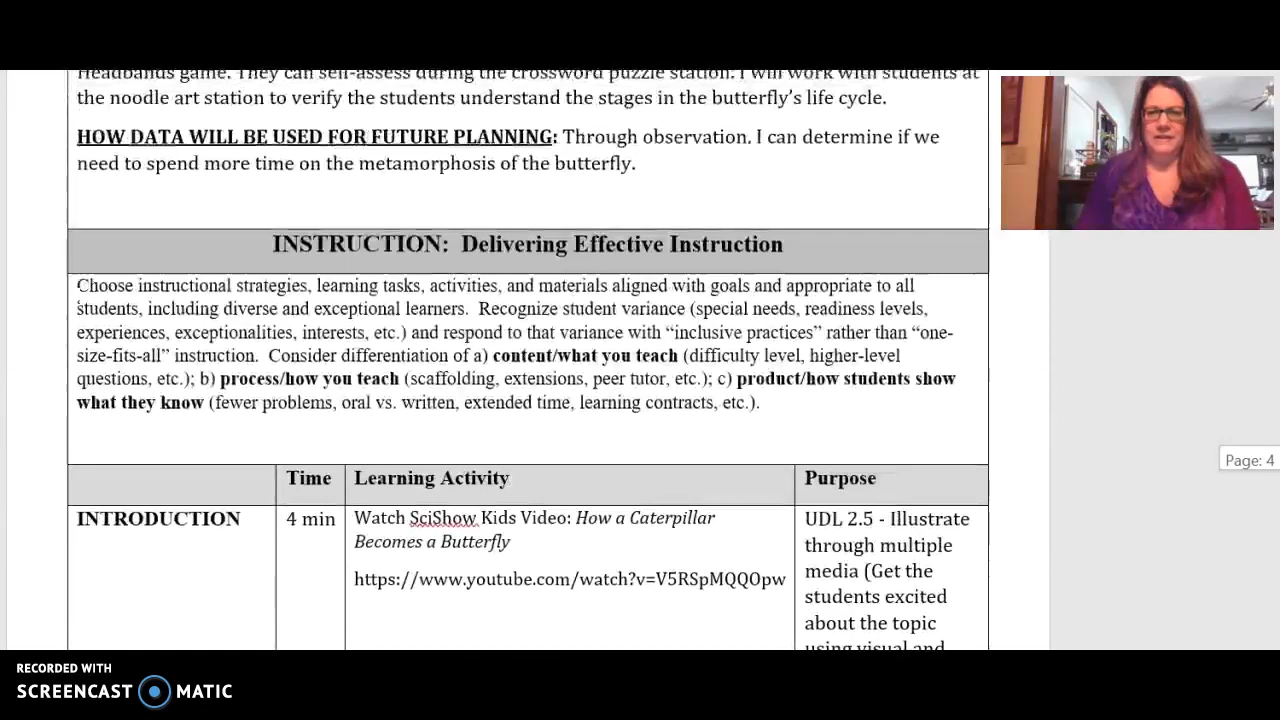 Headbands game. They can self-assess during the crossword puzzle station. I will work with students at
the noodle art station to verify the students understand the stages in the butterfly's life cycle.
HOW DATA WILL BE USED FOR FUTURE PLANNING: Through observation. I can determine if we
need to spend more time on the metamorphosis of the butterfly.
INSTRUCTION: Delivering Effective Instruction
Choose instructional strategies, learning tasks, activities, and materials aligned with goals and appropriate to all
students, including diverse and exceptional learners. Recognize student variance (special needs, readiness levels,
experiences, exceptionalities, interests, etc.) and respond to that variance with “inclusive practices” rather than “one-
size-fits-all” instruction. Consider differentiation of a) content/what you teach (difficulty level, higher-level
questions, etc.); b) process/how you teach (scaffolding, extensions, peer tutor, etc.); c) product/how students show
what they know (fewer problems, oral vs. written, extended time, learning contracts, etc.).
Time Learning Activity Purpose
INTRODUCTION 4 min Watch SciShow Kids Video: How a Caterpillar
Becomes a Butterfly
https://www.youtube.com/watch?v=V5RSpMQQOpw
UDL 2.5 - Illustrate
through multiple
media (Get the
students excited
about the topic
using visual and
Page: 4
RECORDED WITH
SCREENCAST MATIC